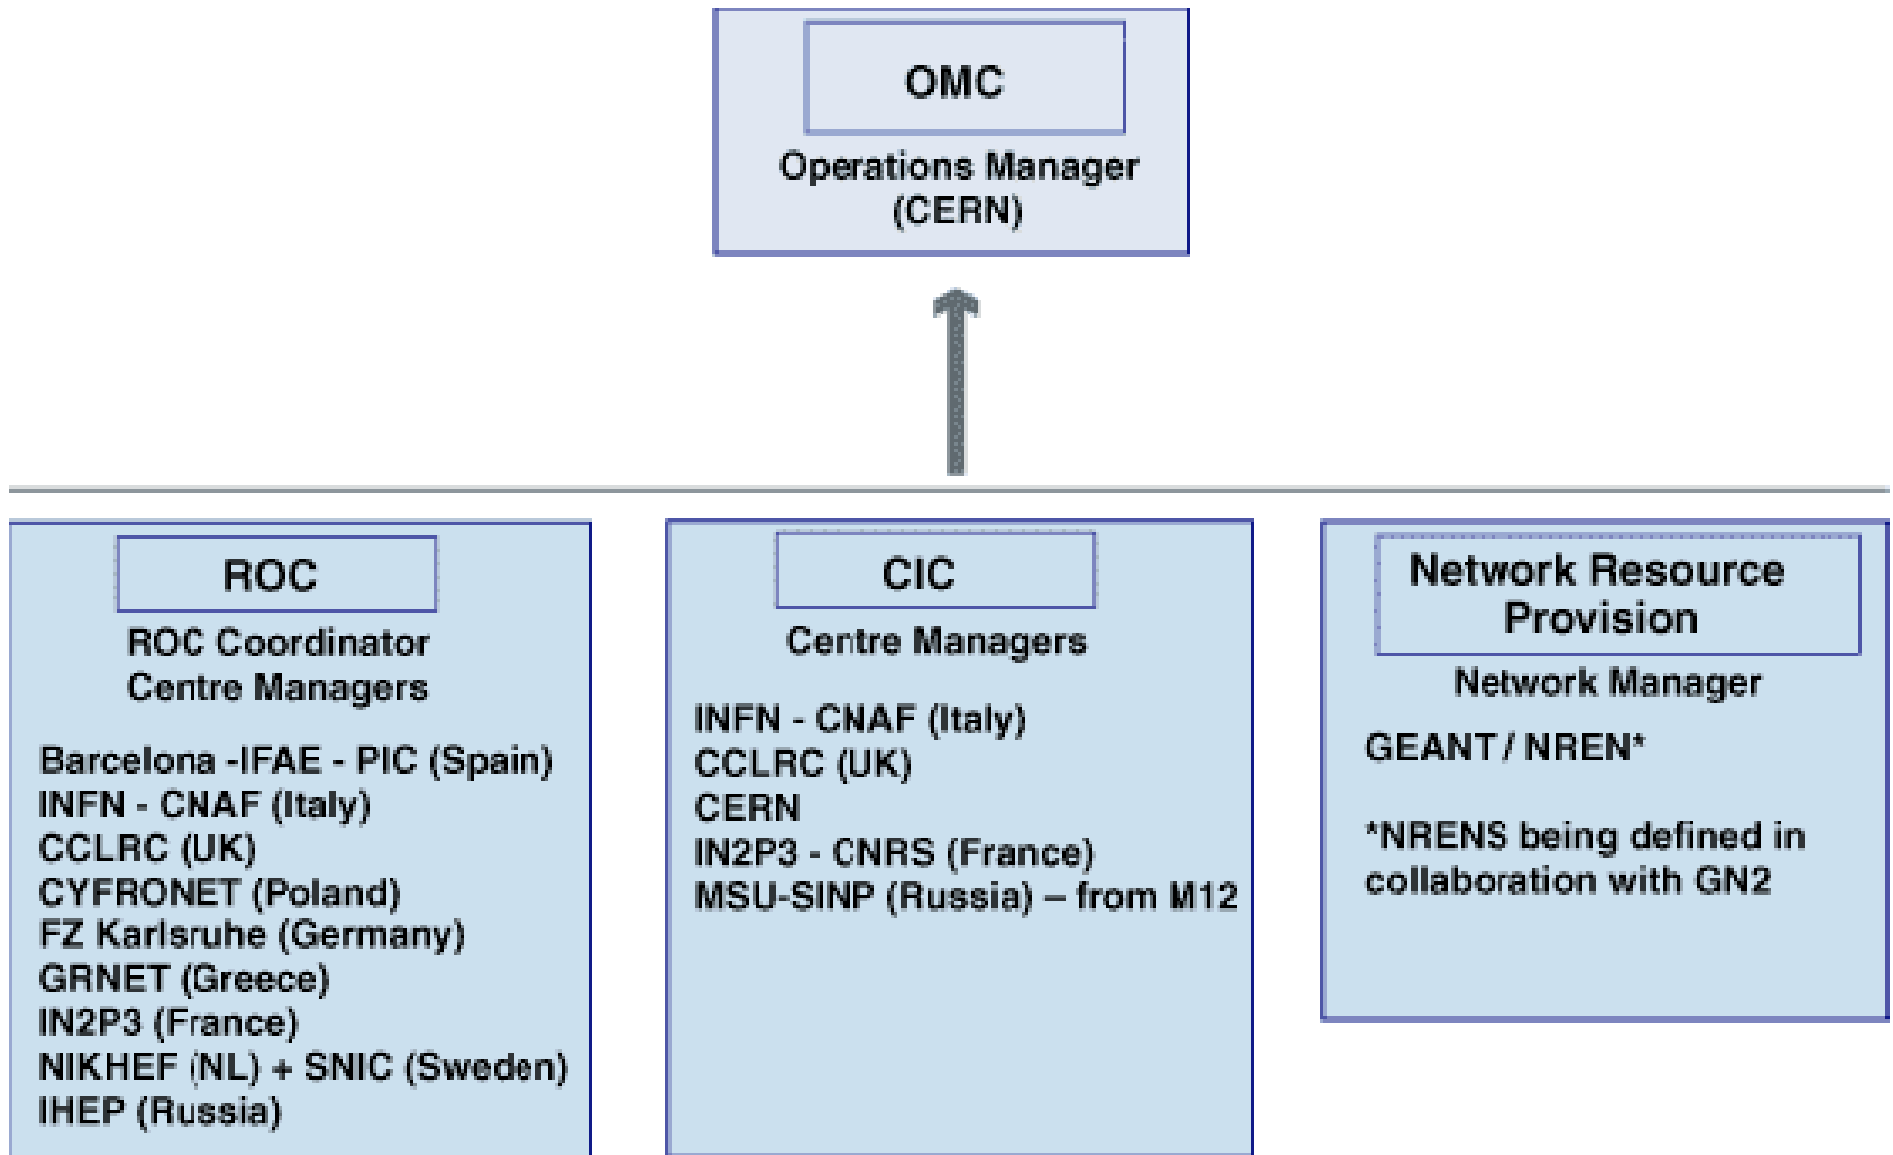 OMC
Operations Manager
(CERN)
ROC
ROC Coordinator
Centre Managers
Barcelona -IFAE - PIC (Spain)
INFN - CNAF (Italy)
CCLRC (UK)
CYFRONET (Poland)
FZ Karlsruhe (Germany)
GRNET (Greece)
IN2P3 (France)
NIKHEF (NL) + SNIC (Sweden)
IHEP (Russia)
CIC
Centre Managers
INFN - CNAF (Italy)
CCLRC (UK)
CERN
IN2P3 - CNRS (France)
MSU-SINP (Russia) – from M12
Network Resource
Provision
Network Manager
GEANT / NREN*
*NRENS being defined in
collaboration with GN2